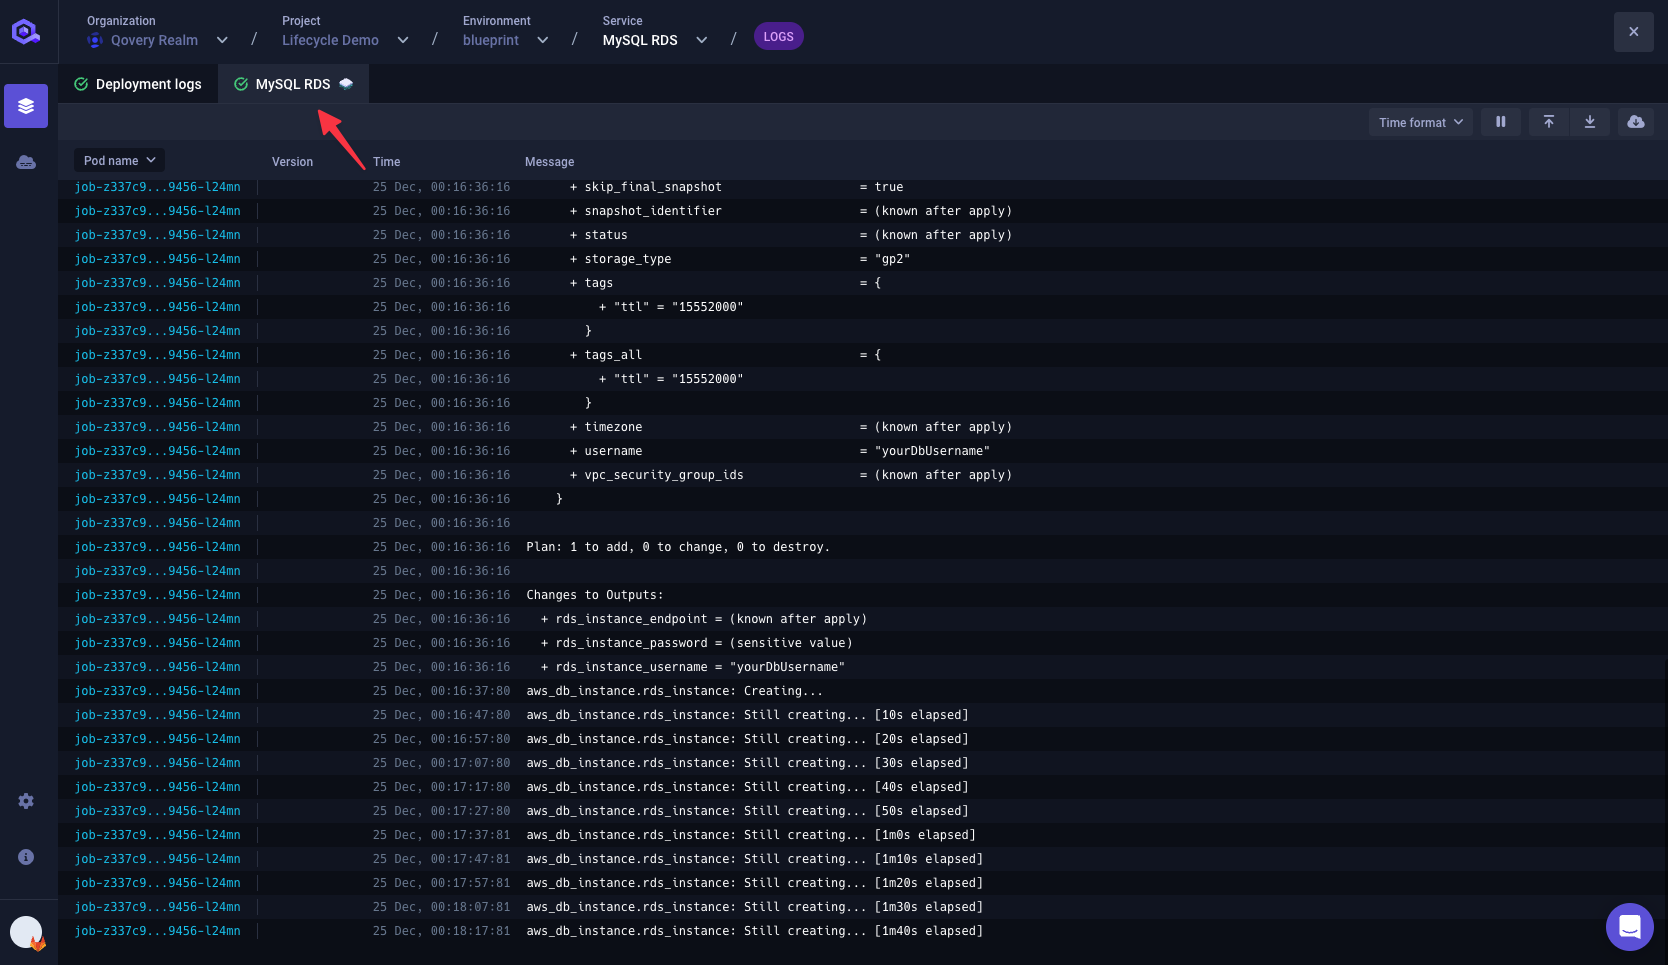 Organization Project Environment Service
Qovery Realm / Lifecycle Demo / blueprint / MySQL RDS / LOGS
Deployment logs MySQL RDS
Time format
Pod name Version Time Message
job-z337c9...9456-l24mn 25 Dec, 00:16:36:16 + skip_final_snapshot = true
job-z337c9...9456-l24mn 25 Dec, 00:16:36:16 + snapshot_identifier = (known after apply)
job-z337c9...9456-l24mn 25 Dec, 00:16:36:16 + status = (known after apply)
job-z337c9...9456-l24mn 25 Dec, 00:16:36:16 + storage_type = "gp2"
job-z337c9...9456-l24mn 25 Dec, 00:16:36:16 + tags = {
job-z337c9...9456-l24mn 25 Dec, 00:16:36:16 + "ttl" = "15552000"
job-z337c9...9456-l24mn 25 Dec, 00:16:36:16 }
job-z337c9...9456-l24mn 25 Dec, 00:16:36:16 + tags_all = {
job-z337c9...9456-l24mn 25 Dec, 00:16:36:16 + "ttl" = "15552000"
job-z337c9...9456-l24mn 25 Dec, 00:16:36:16 }
job-z337c9...9456-l24mn 25 Dec, 00:16:36:16 + timezone = (known after apply)
job-z337c9...9456-l24mn 25 Dec, 00:16:36:16 + username = "yourDbUsername"
job-z337c9...9456-l24mn 25 Dec, 00:16:36:16 + vpc_security_group_ids = (known after apply)
job-z337c9...9456-l24mn 25 Dec, 00:16:36:16 }
job-z337c9...9456-l24mn 25 Dec, 00:16:36:16
job-z337c9...9456-l24mn 25 Dec, 00:16:36:16 Plan: 1 to add, 0 to change, 0 to destroy.
job-z337c9...9456-l24mn 25 Dec, 00:16:36:16
job-z337c9...9456-l24mn 25 Dec, 00:16:36:16 Changes to Outputs:
job-z337c9...9456-l24mn 25 Dec, 00:16:36:16 + rds_instance_endpoint = (known after apply)
job-z337c9...9456-l24mn 25 Dec, 00:16:36:16 + rds_instance_password = (sensitive value)
job-z337c9...9456-l24mn 25 Dec, 00:16:36:16 + rds_instance_username = "yourDbUsername"
job-z337c9...9456-l24mn 25 Dec, 00:16:37:80 aws_db_instance.rds_instance: Creating...
job-z337c9...9456-l24mn 25 Dec, 00:16:47:80 aws_db_instance.rds_instance: Still creating... [10s elapsed]
job-z337c9...9456-l24mn 25 Dec, 00:16:57:80 aws_db_instance.rds_instance: Still creating... [20s elapsed]
job-z337c9...9456-l24mn 25 Dec, 00:17:07:80 aws_db_instance.rds_instance: Still creating... [30s elapsed]
job-z337c9...9456-l24mn 25 Dec, 00:17:17:80 aws_db_instance.rds_instance: Still creating... [40s elapsed]
job-z337c9...9456-l24mn 25 Dec, 00:17:27:80 aws_db_instance.rds_instance: Still creating... [50s elapsed]
job-z337c9...9456-l24mn 25 Dec, 00:17:37:81 aws_db_instance.rds_instance: Still creating... [1m0s elapsed]
job-z337c9...9456-l24mn 25 Dec, 00:17:47:81 aws_db_instance.rds_instance: Still creating... [1m10s elapsed]
job-z337c9...9456-l24mn 25 Dec, 00:17:57:81 aws_db_instance.rds_instance: Still creating... [1m20s elapsed]
job-z337c9...9456-l24mn 25 Dec, 00:18:07:81 aws_db_instance.rds_instance: Still creating... [1m30s elapsed]
job-z337c9...9456-l24mn 25 Dec, 00:18:17:81 aws_db_instance.rds_instance: Still creating... [1m40s elapsed]